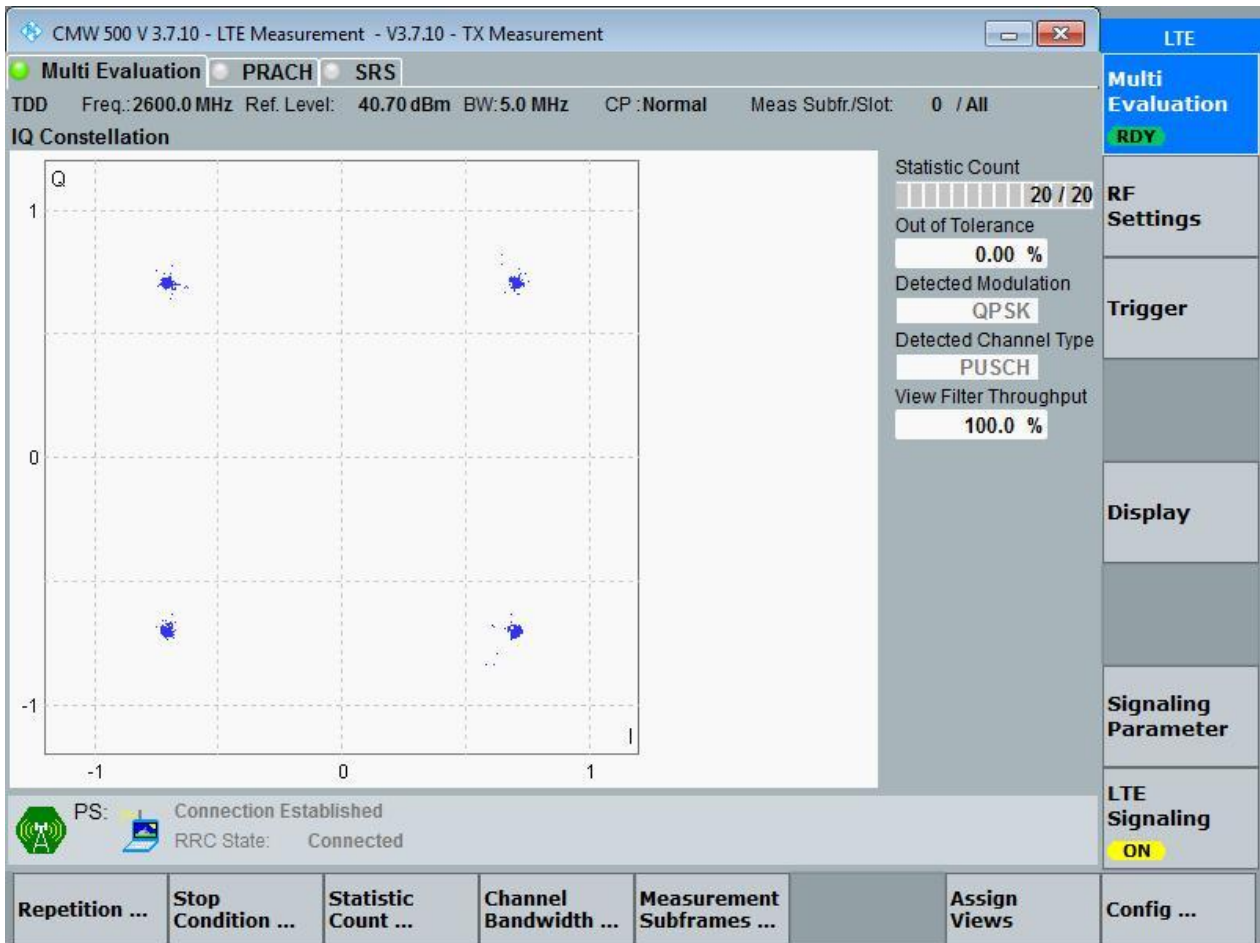 CMW 500 V 3.7.10 - LTE Measurement - V3.7.10 - TX Measurement
LTE
Multi Evaluation PRACH SRS
Multi
Evaluation
RDY
TDD Freq.: 2600.0 MHz Ref. Level: 40.70 dBm BW: 5.0 MHz CP : Normal Meas Subfr./Slot: 0 / All
IQ Constellation
Q
1
0
-1
I
-1 0 1
Statistic Count
20 / 20
Out of Tolerance
0.00 %
Detected Modulation
QPSK
Detected Channel Type
PUSCH
View Filter Throughput
100.0 %
RF
Settings
Trigger
Display
Signaling
Parameter
LTE
Signaling
ON
PS: Connection Established
RRC State: Connected
Repetition ...
Stop
Condition ...
Statistic
Count ...
Channel
Bandwidth ...
Measurement
Subframes ...
Assign
Views
Config ...